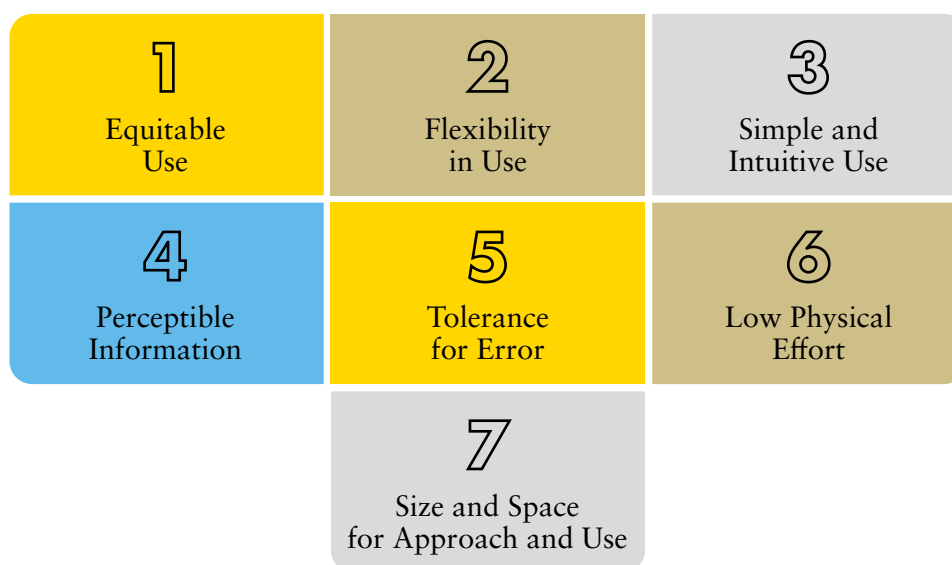 1
Equitable
Use
2
Flexibility
in Use
3
Simple and
Intuitive Use
4
Perceptible
Information
5
Tolerance
for Error
6
Low Physical
Effort
7
Size and Space
for Approach and Use